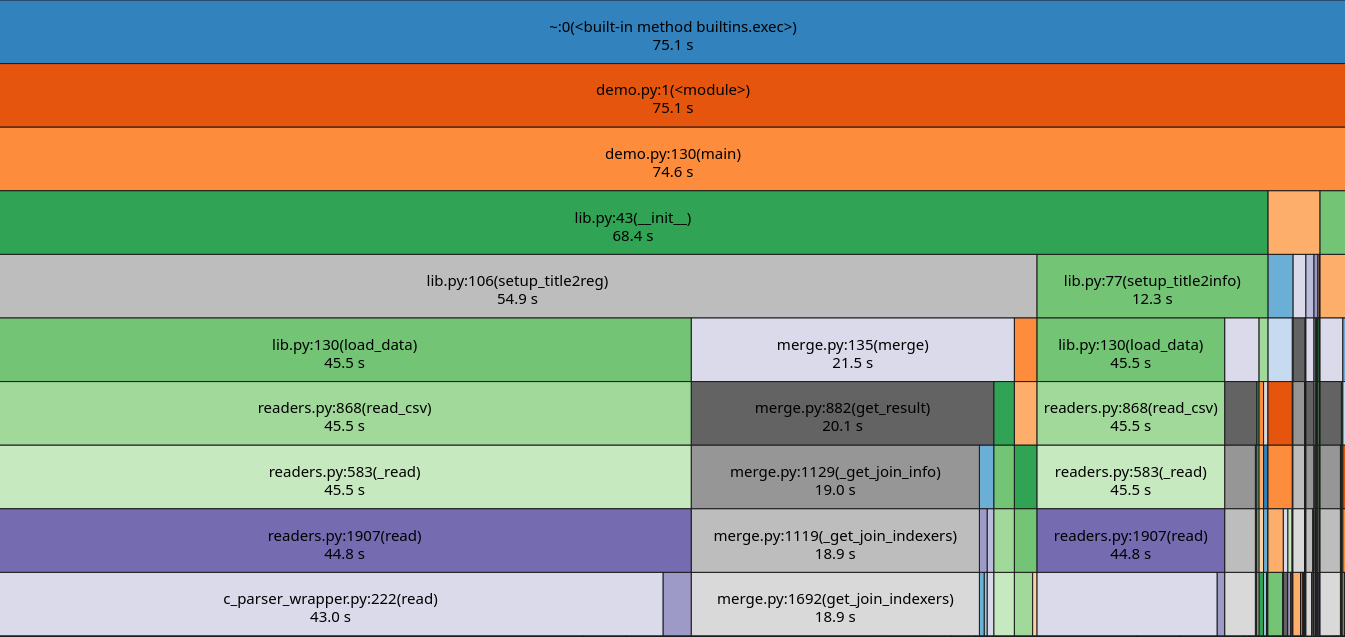 ~:0(<built-in method builtins.exec>)
75.1 s
demo.py:1(<module>)
75.1 s
demo.py:130(main)
74.6 s
lib.py:43(__init__)
68.4 s
lib.py:106(setup_title2reg)
54.9 s
lib.py:77(setup_title2info)
12.3 s
lib.py:130(load_data)
45.5 s
merge.py:135(merge)
21.5 s
lib.py:130(load_data)
45.5 s
readers.py:868(read_csv)
45.5 s
merge.py:882(get_result)
20.1 s
readers.py:868(read_csv)
45.5 s
readers.py:583(_read)
45.5 s
merge.py:1129(_get_join_info)
19.0 s
readers.py:583(_read)
45.5 s
readers.py:1907(read)
44.8 s
merge.py:1119(_get_join_indexers)
18.9 s
readers.py:1907(read)
44.8 s
c_parser_wrapper.py:222(read)
43.0 s
merge.py:1692(get_join_indexers)
18.9 s